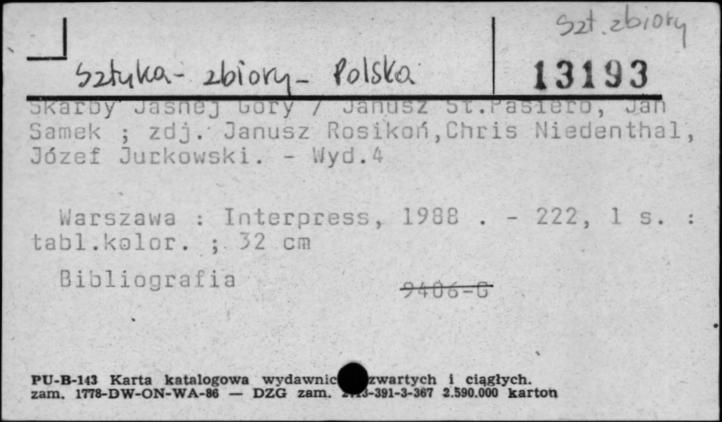 Szt. zbiory
Sztuka - zbiory - Polska
13193
Skarby Jasnej Góry / Janusz St.Pasierb, Jan
Samek ; zdj. Janusz Rosikoń,Chris Niedenthal,
Józef Jurkowski. - Wyd.4
Warszawa : Interpress, 1988 . - 222, 1 s. :
tabl.kolor. ; 32 cm
Bibliografia
9406-G
PU-B-143 Karta katalogowa wydawnic zwartych i ciągłych.
zam. 1778-DW-ON-WA-86 — DZG zam. 3-391-3-367 2.590.000 karton